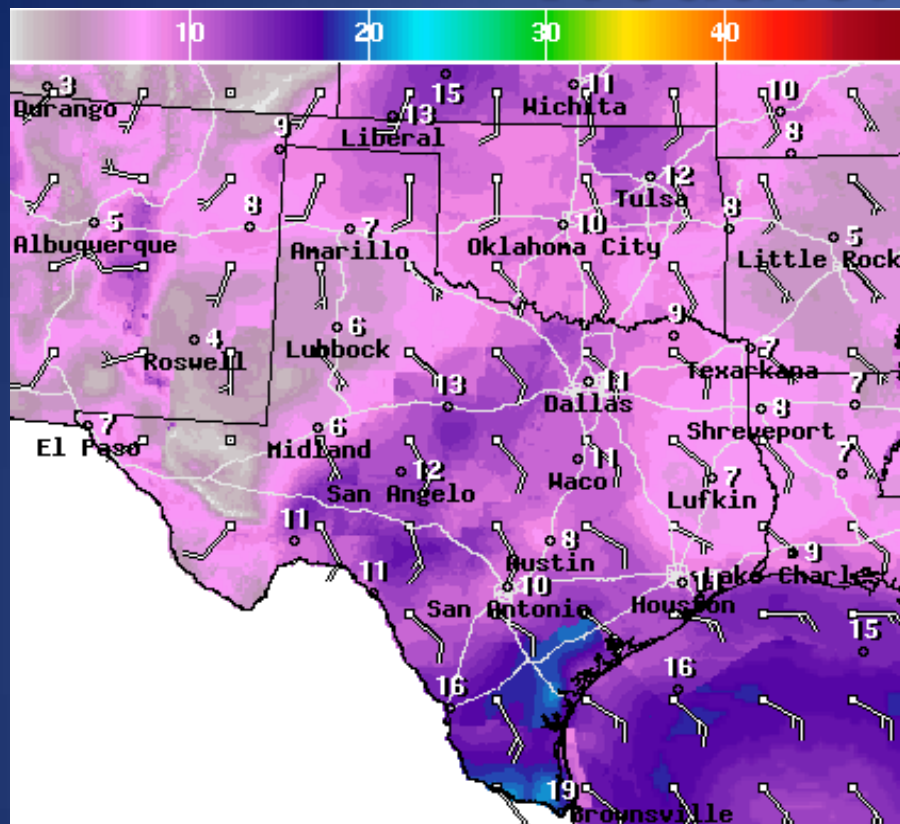 10 20 30 40
3
Durango
15
11
Wichita
13
Liberal
10
9
8
12
Tulsa
5
Albuquerque
8
7
Amarillo
10
Oklahoma City
8
5
Little Rock
4
Roswell
6
Lubbock
9
7
Texarkana
13
11
Dallas
7
8
Shreveport
7
El Paso
6
Midland
12
San Angelo
11
Waco
7
Lufkin
7
11
8
Austin
9
Lake Charles
11
10
San Antonio
11
Houston
15
16
16
19
Brownsville